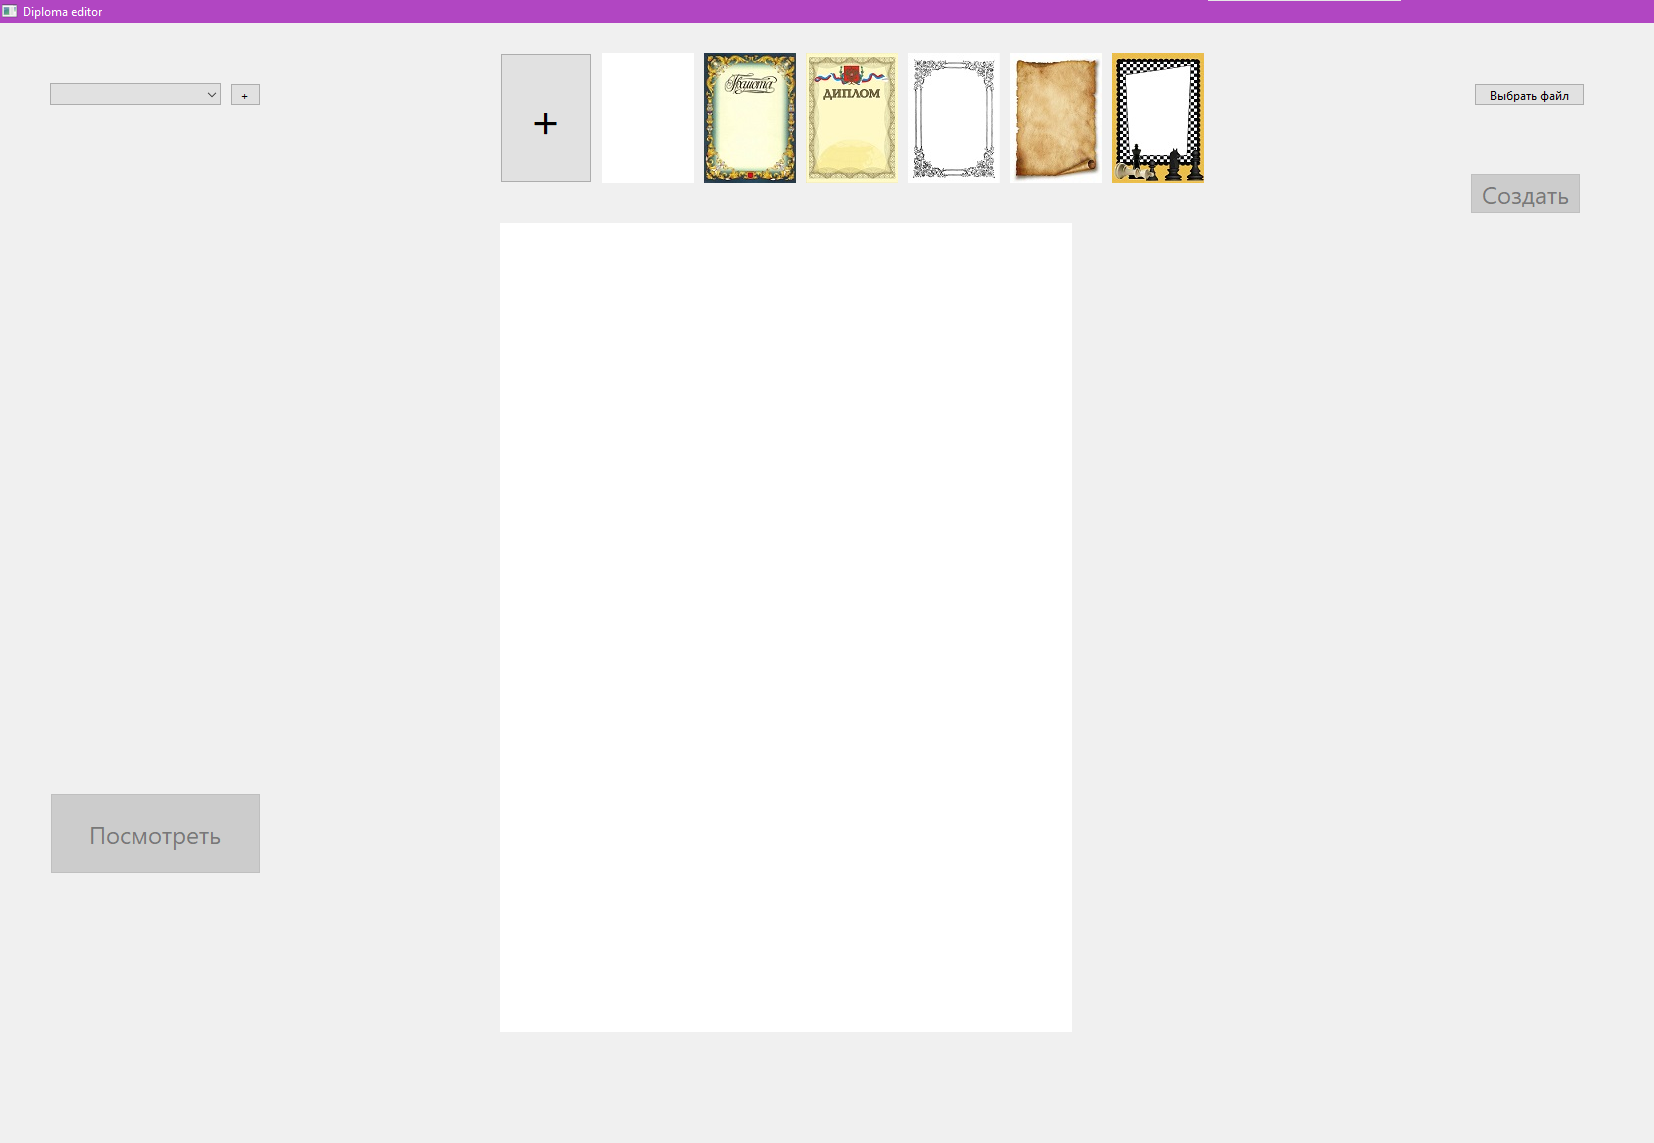 Diploma editor
+
+
Грамота
ДИПЛОМ
Выбрать файл
Создать
Посмотреть